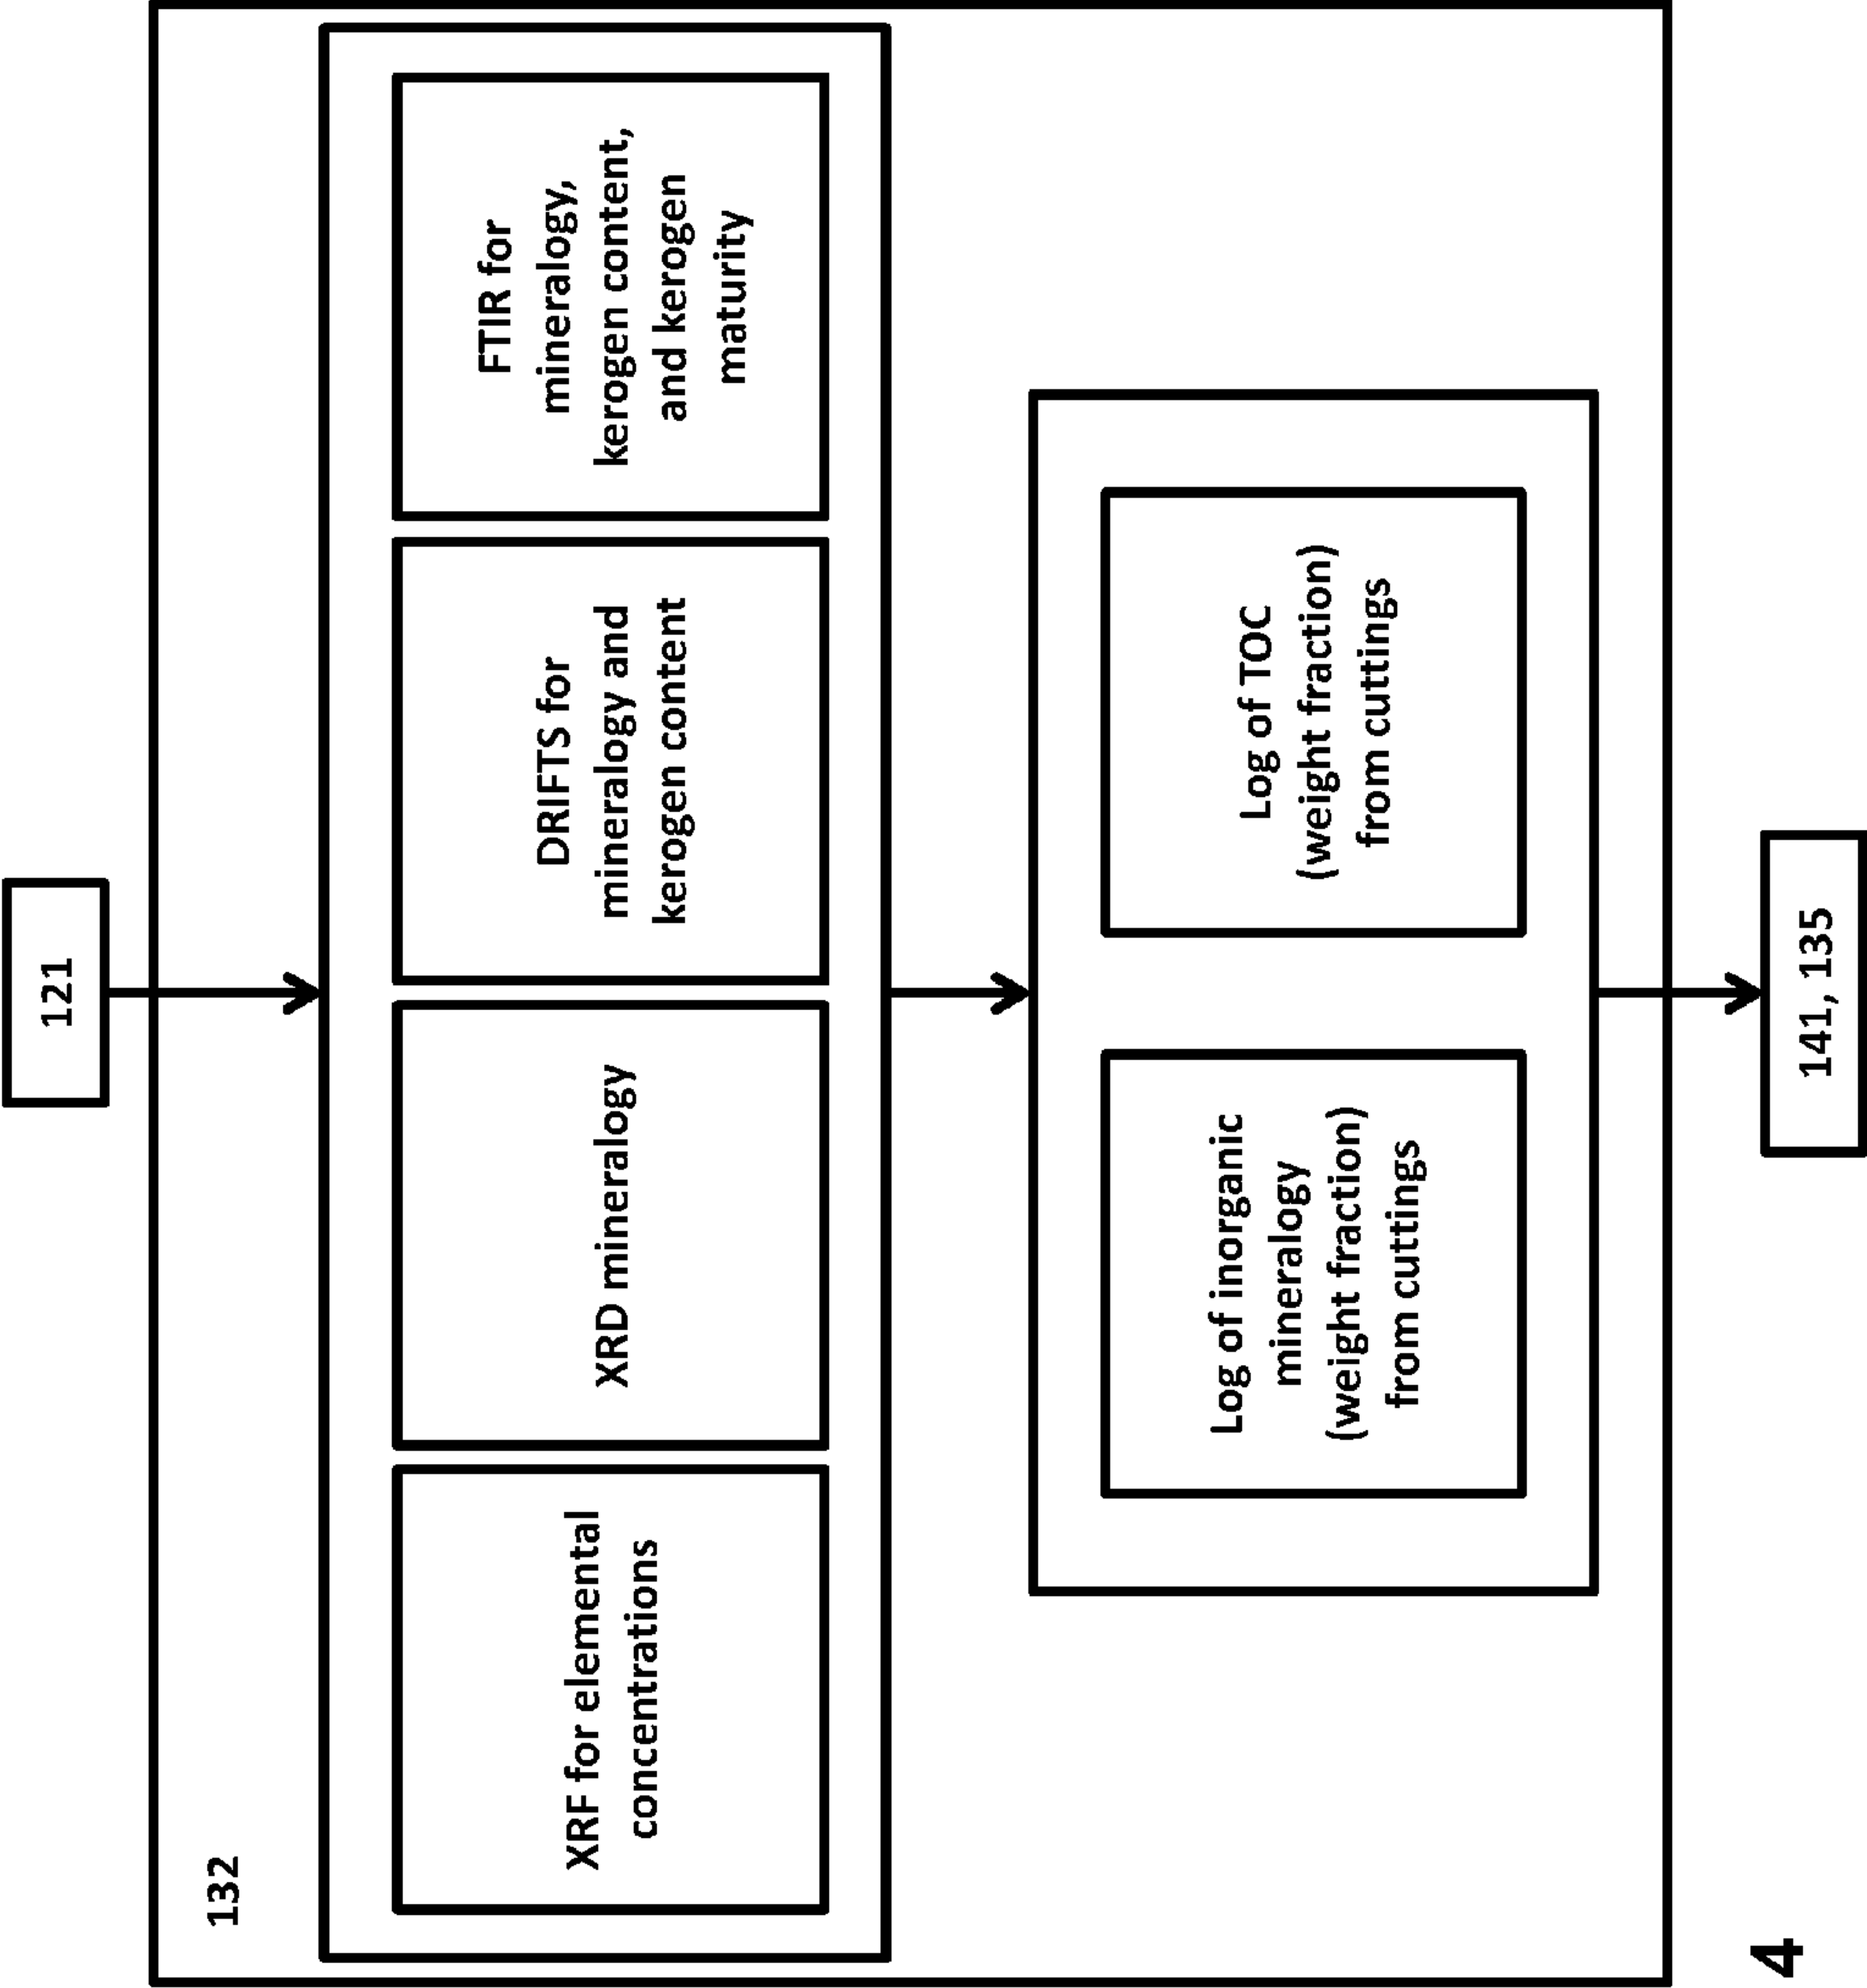 121
132
XRF for elemental
concentrations
XRD mineralogy
DRIFTS for
mineralogy and
kerogen content
FTIR for
mineralogy,
kerogen content,
and kerogen
maturity
Log of inorganic
mineralogy
(weight fraction)
from cutting
Log of TOC
(weight fraction)
from cuttings
141, 135
4